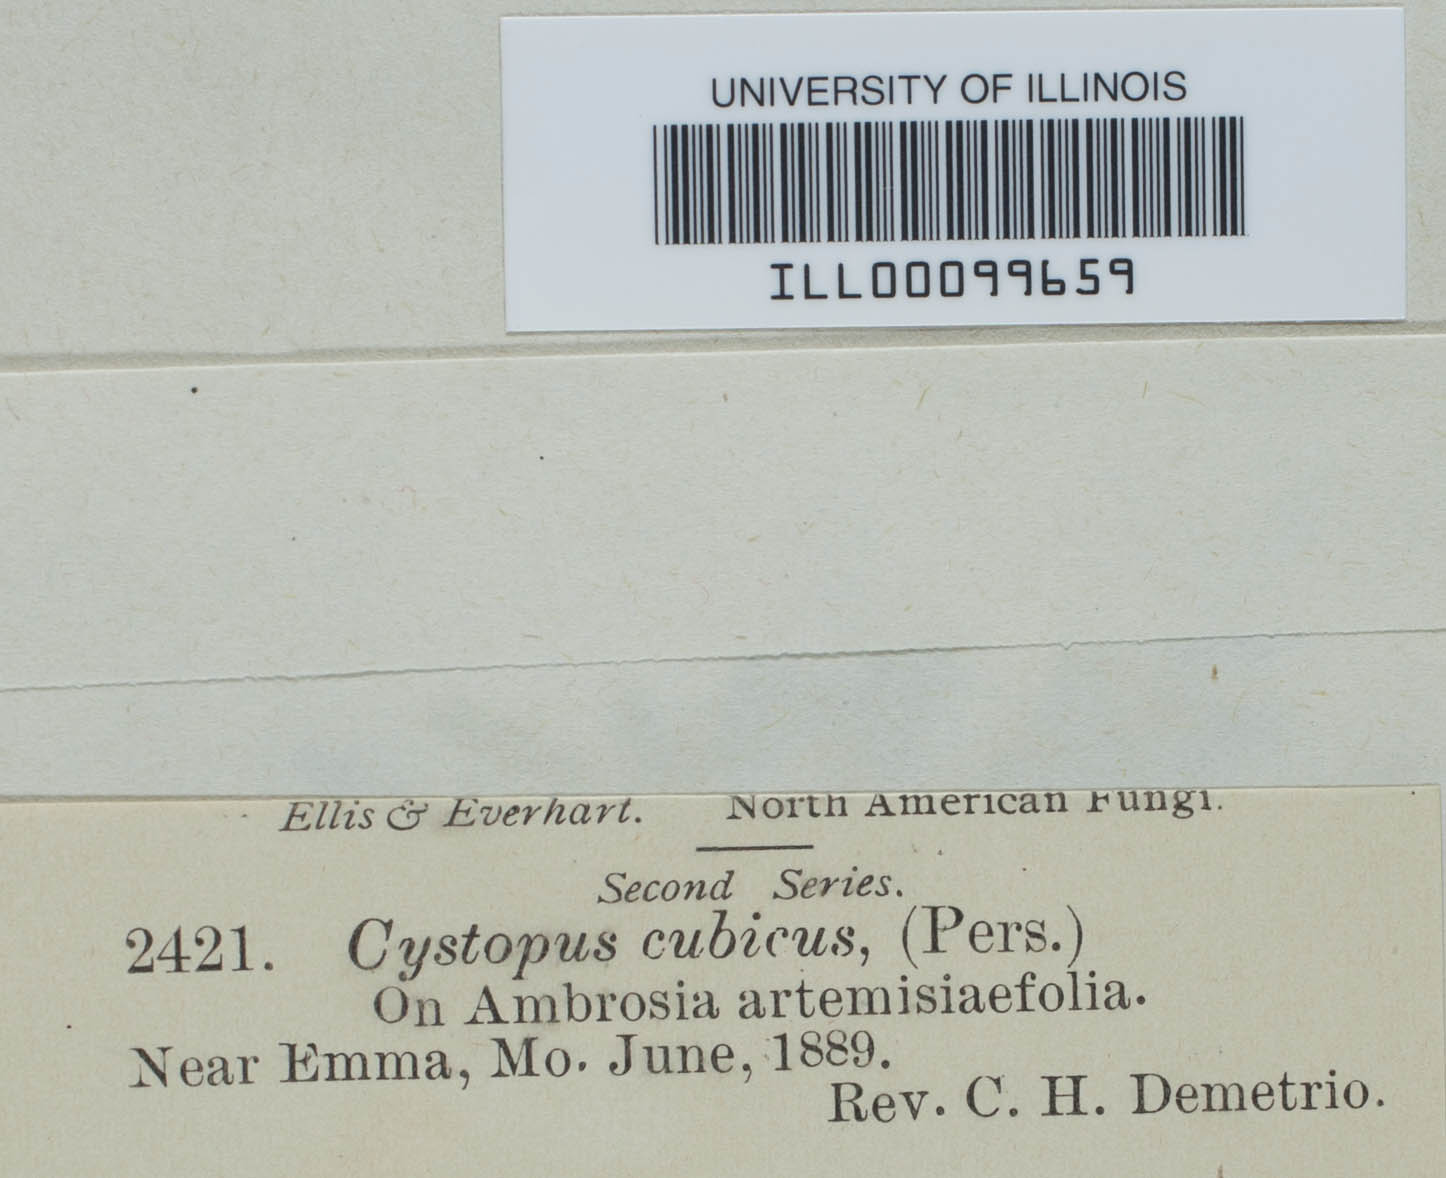 UNIVERSITY OF ILLINOIS
ILL00099659
Ellis & Everhart. North American Fungi.
Second Series.
2421. Cystopus cubicus, (Pers.)
On Ambrosia artemisiaefolia.
Near Emma, Mo. June, 1889.
Rev. C. H. Demetrio.